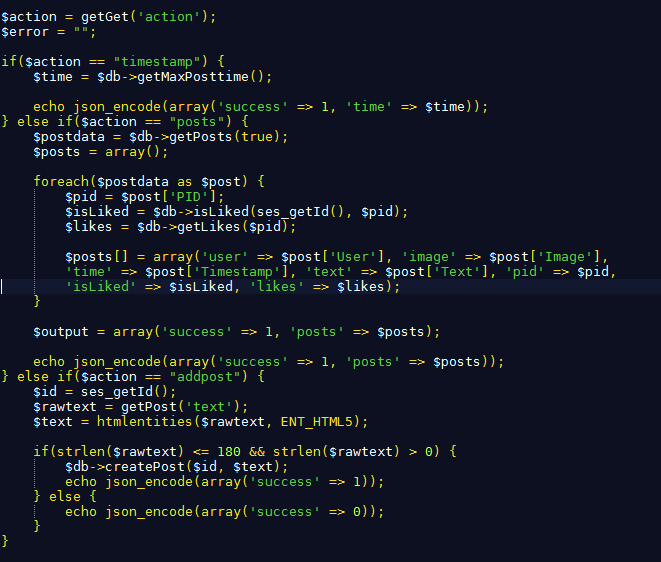 $action = getGet('action');
$error = "";
if($action == "timestamp") {
$time = $db->getMaxPosttime();
echo json_encode(array('success' => 1, 'time' => $time));
} else if($action == "posts") {
$postdata = $db->getPosts(true);
$posts = array();
foreach($postdata as $post) {
$pid = $post['PID'];
$isLiked = $db->isLiked(ses_getId(), $pid);
$likes = $db->getLikes($pid);
$posts[] = array('user' => $post['User'], 'image' => $post['Image'],
'time' => $post['Timestamp'], 'text' => $post['Text'], 'pid' => $pid,
'isLiked' => $isLiked, 'likes' => $likes);
}
$output = array('success' => 1, 'posts' => $posts);
echo json_encode(array('success' => 1, 'posts' => $posts));
} else if($action == "addpost") {
$id = ses_getId();
$rawtext = getPost('text');
$text = htmlentities($rawtext, ENT_HTML5);
if(strlen($rawtext) <= 180 && strlen($rawtext) > 0) {
$db->createPost($id, $text);
echo json_encode(array('success' => 1));
} else {
echo json_encode(array('success' => 0));
}
}